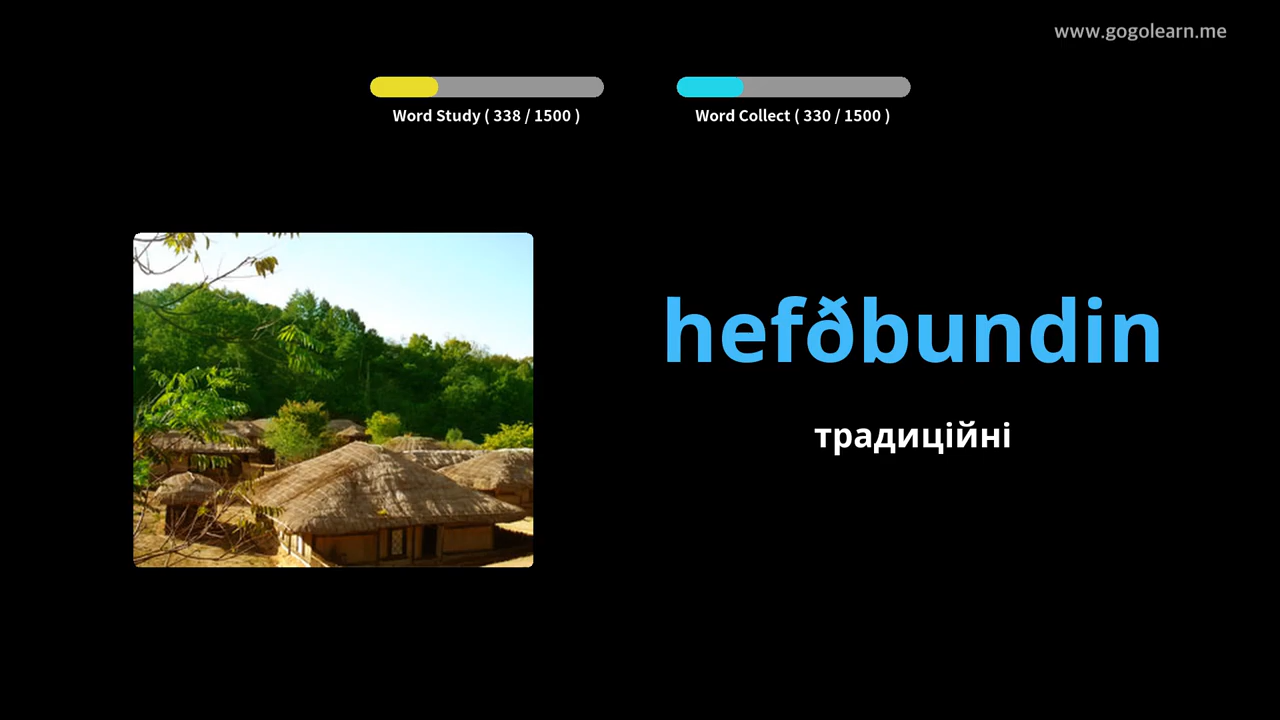 www.gogolearn.me
Word Study ( 338 / 1500 )
Word Collect ( 330 / 1500 )
hefðbundin
традиційні